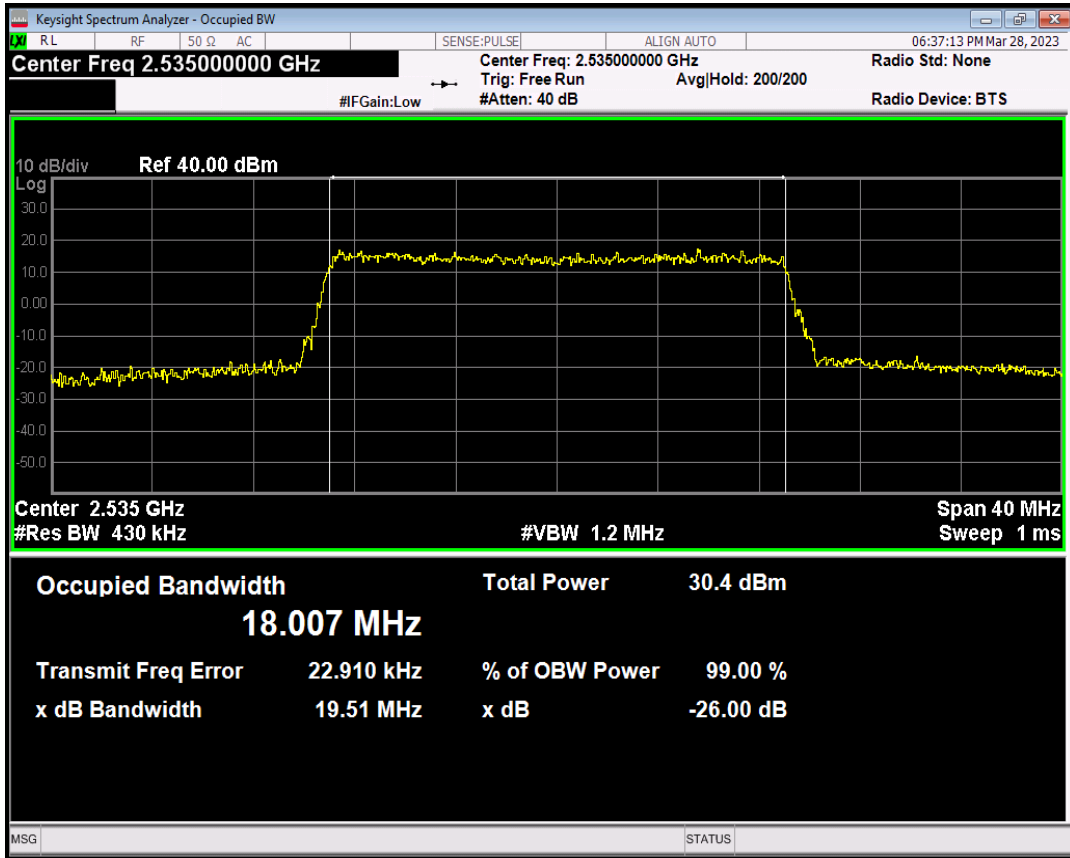 Keysight Spectrum Analyzer - Occupied BW
LXI RL RF 50 Ω AC SENSE:PULSE ALIGN AUTO 06:37:13 PM Mar 28, 2023
Center Freq 2.535000000 GHz Center Freq: 2.535000000 GHz Radio Std: None
Trig: Free Run Avg|Hold: 200/200
#IFGain:Low #Atten: 40 dB Radio Device: BTS
10 dB/div Ref 40.00 dBm
Log
30.0
20.0
10.0
0.00
-10.0
-20.0
-30.0
-40.0
-50.0
Center 2.535 GHz Span 40 MHz
#Res BW 430 kHz #VBW 1.2 MHz Sweep 1 ms
Occupied Bandwidth Total Power 30.4 dBm
18.007 MHz
Transmit Freq Error 22.910 kHz % of OBW Power 99.00 %
x dB Bandwidth 19.51 MHz x dB -26.00 dB
MSG STATUS